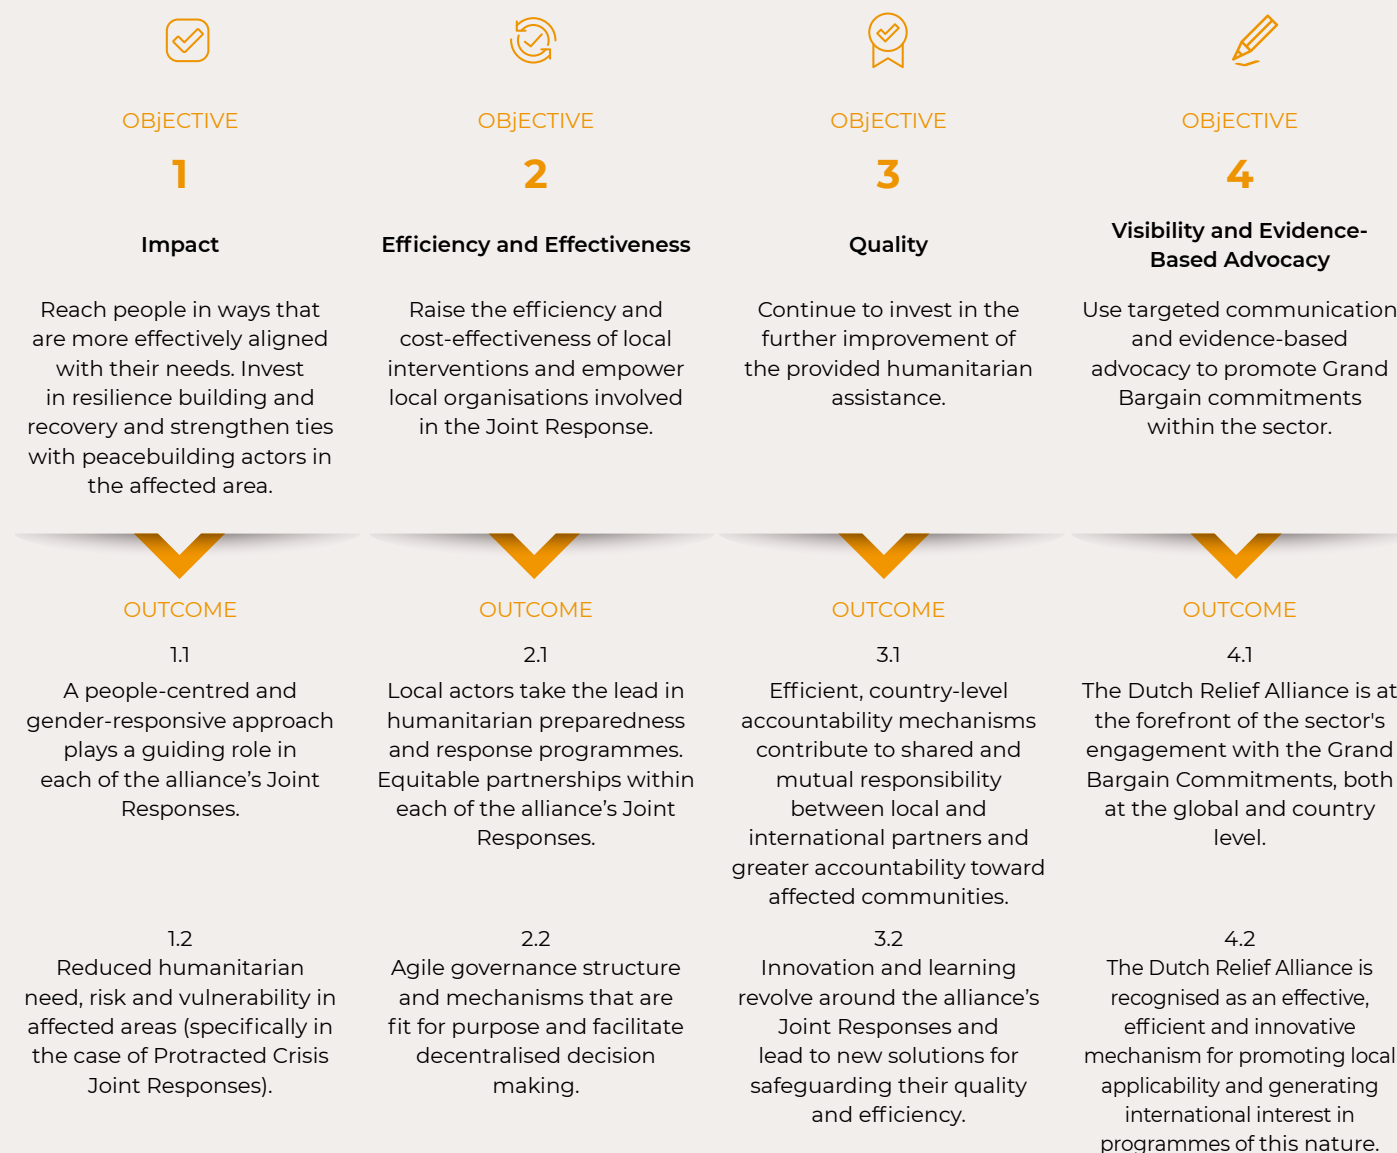 OBjECTIVE
1
Impact
Reach people in ways that
are more effectively aligned
with their needs. Invest
in resilience building and
recovery and strengthen ties
with peacebuilding actors in
the affected area.
OUTCOME
1.1
A people-centred and
gender-responsive approach
plays a guiding role in
each of the alliance’s Joint
Responses.
1.2
Reduced humanitarian
need, risk and vulnerability in
affected areas (specifically in
the case of Protracted Crisis
Joint Responses).
OBjECTIVE
2
Efficiency and Effectiveness
Raise the efficiency and
cost-effectiveness of local
interventions and empower
local organisations involved
in the Joint Response.
OUTCOME
2.1
Local actors take the lead in
humanitarian preparedness
and response programmes.
Equitable partnerships within
each of the alliance’s Joint
Responses.
2.2
Agile governance structure
and mechanisms that are
fit for purpose and facilitate
decentralised decision
making.
OBjECTIVE
3
Quality
Continue to invest in the
further improvement of
the provided humanitarian
assistance.
OUTCOME
3.1
Efficient, country-level
accountability mechanisms
contribute to shared and
mutual responsibility
between local and
international partners and
greater accountability toward
affected communities.
3.2
Innovation and learning
revolve around the alliance’s
Joint Responses and
lead to new solutions for
safeguarding their quality
and efficiency.
OBjECTIVE
4
Visibility and Evidence-
Based Advocacy
Use targeted communication
and evidence-based
advocacy to promote Grand
Bargain commitments
within the sector.
OUTCOME
4.1
The Dutch Relief Alliance is at
the forefront of the sector's
engagement with the Grand
Bargain Commitments, both
at the global and country
level.
4.2
The Dutch Relief Alliance is
recognised as an effective,
efficient and innovative
mechanism for promoting local
applicability and generating
international interest in
programmes of this nature.